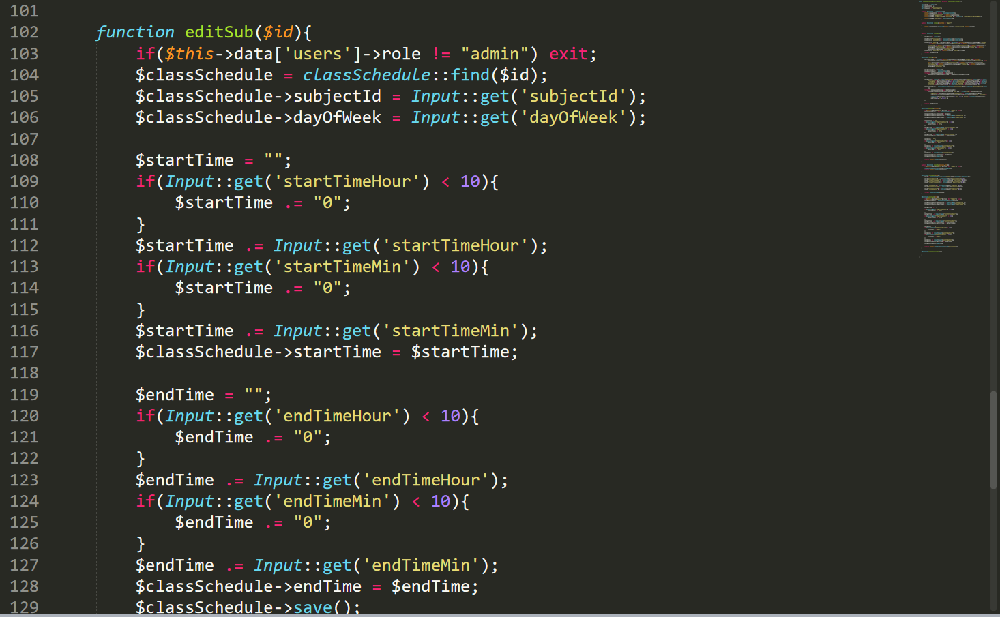 101
102 function editSub($id){
103 if($this->data['users']->role != "admin") exit;
104 $classSchedule = classSchedule::find($id);
105 $classSchedule->subjectId = Input::get('subjectId');
106 $classSchedule->dayOfWeek = Input::get('dayOfWeek');
107
108 $startTime = "";
109 if(Input::get('startTimeHour') < 10){
110 $startTime .= "0";
111 }
112 $startTime .= Input::get('startTimeHour');
113 if(Input::get('startTimeMin') < 10){
114 $startTime .= "0";
115 }
116 $startTime .= Input::get('startTimeMin');
117 $classSchedule->startTime = $startTime;
118
119 $endTime = "";
120 if(Input::get('endTimeHour') < 10){
121 $endTime .= "0";
122 }
123 $endTime .= Input::get('endTimeHour');
124 if(Input::get('endTimeMin') < 10){
125 $endTime .= "0";
126 }
127 $endTime .= Input::get('endTimeMin');
128 $classSchedule->endTime = $endTime;
129 $classSchedule->save();